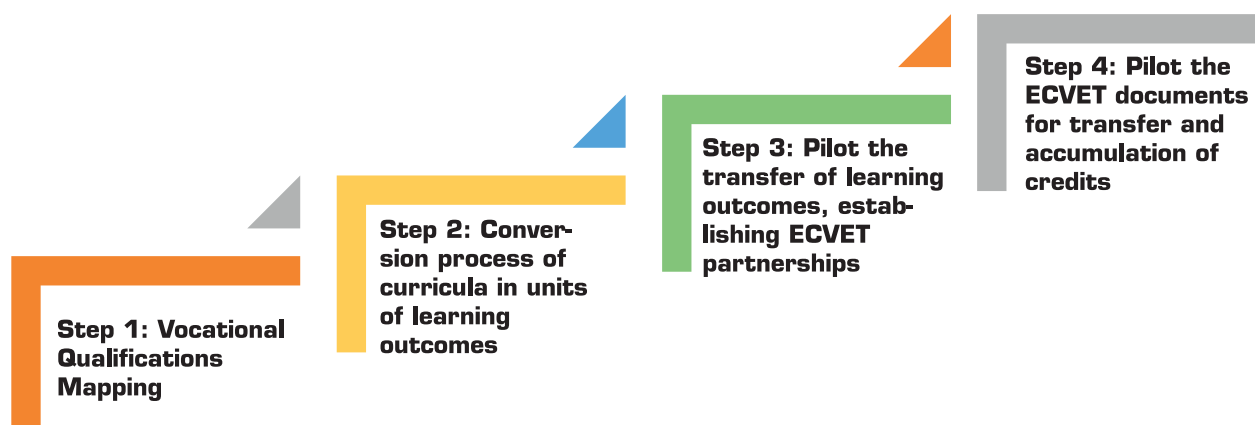 Step 1: Vocational
Qualifications
Mapping
Step 2: Conver-
sion process of
curricula in units
of learning
outcomes
Step 3: Pilot the
transfer of learning
outcomes, estab-
lishing ECVET
partnerships
Step 4: Pilot the
ECVET documents
for transfer and
accumulation of
credits